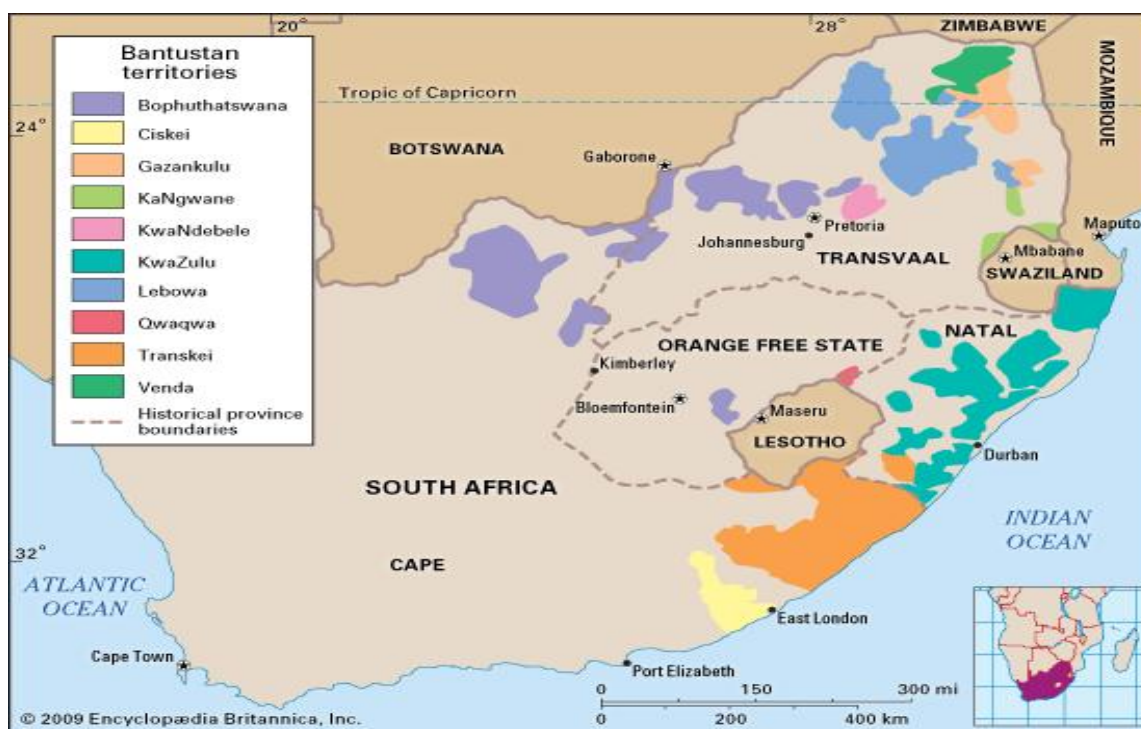 20°
28°
ZIMBABWE
Bantustan
territories
Bophuthatswana
Ciskei
Gazankulu
KaNgwane
KwaNdebele
KwaZulu
Lebowa
Qwaqwa
Transkei
Venda
Historical province
boundaries
MOZAMBIQUE
Tropic of Capricorn
24°
BOTSWANA
Gaborone
Pretoria
Johannesburg
TRANSVAAL
Maputo
Mbabane
SWAZILAND
NATAL
ORANGE FREE STATE
Kimberley
Bloemfontein
Maseru
LESOTHO
Durban
SOUTH AFRICA
INDIAN
OCEAN
32°
CAPE
ATLANTIC
OCEAN
East London
Cape Town
Port Elizabeth
0 150 300 mi
0 200 400 km
© 2009 Encyclopædia Britannica, Inc.